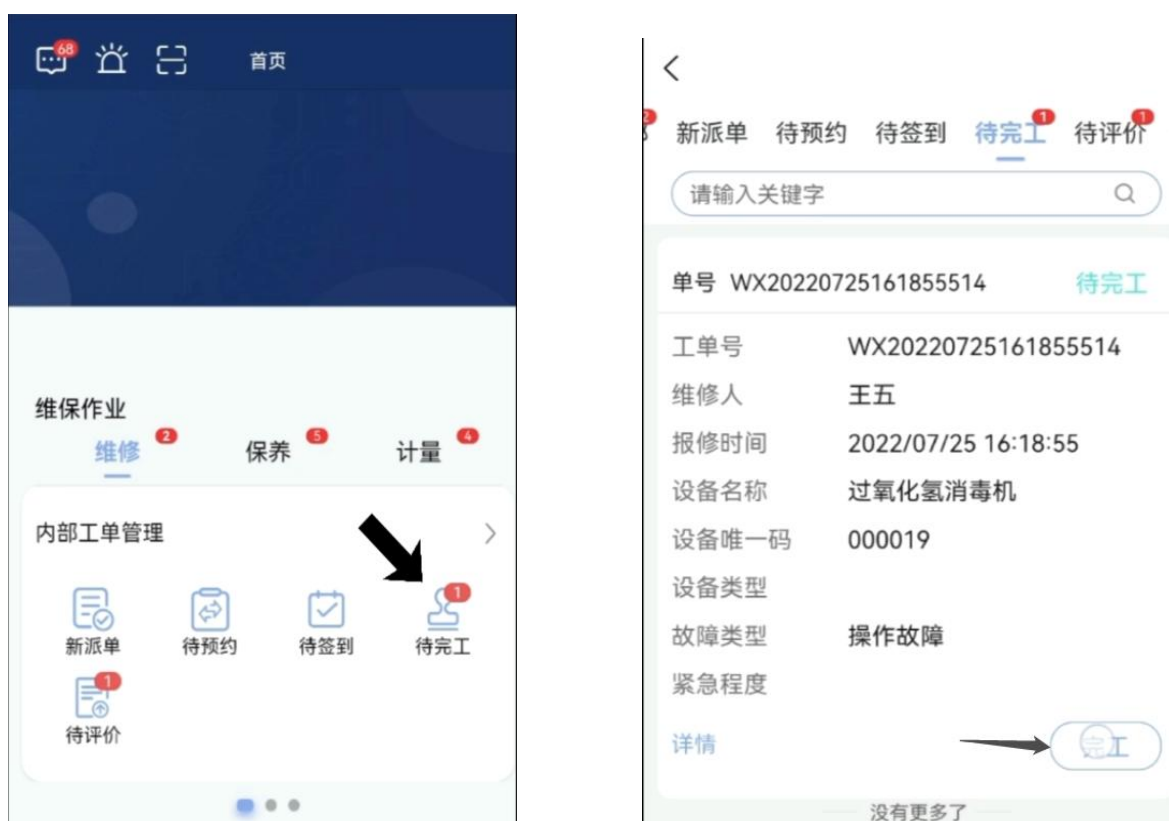 68
首页
维保作业
维修 2
保养 5
计量 4
内部工单管理
新派单
待预约
待签到
1
待完工
1
待评价
2
新派单
待预约
待签到
待完工 1
待评价 1
请输入关键字
单号 WX20220725161855514 待完工
工单号 WX20220725161855514
维修人 王五
报修时间 2022/07/25 16:18:55
设备名称 过氧化氢消毒机
设备唯一码 000019
设备类型
故障类型 操作故障
紧急程度
详情 完工
没有更多了